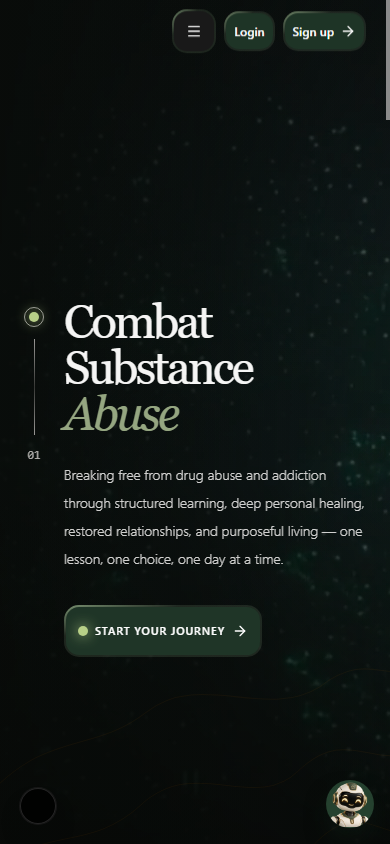 Login
Sign up
Combat
Substance
Abuse
01
Breaking free from drug abuse and addiction
through structured learning, deep personal healing,
restored relationships, and purposeful living — one
lesson, one choice, one day at a time.
START YOUR JOURNEY